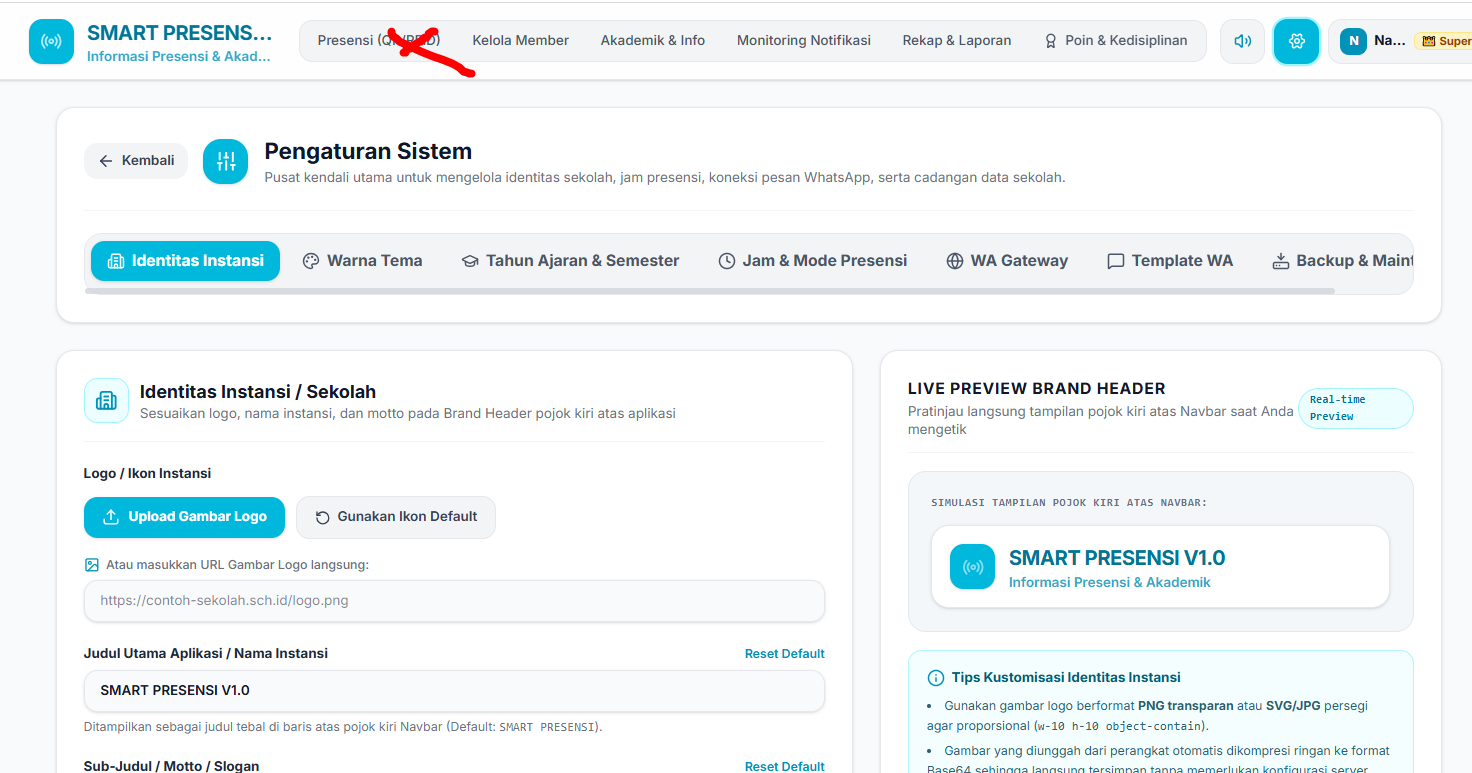 SMART PRESENS...
Informasi Presensi & Akad...
Presensi (
Kelola Member
Akademik & Info
Monitoring Notifikasi
Rekap & Laporan
Poin & Kedisiplinan
N
Na...
Super
Kembali
Pengaturan Sistem
Pusat kendali utama untuk mengelola identitas sekolah, jam presensi, koneksi pesan WhatsApp, serta cadangan data sekolah.
Identitas Instansi
Warna Tema
Tahun Ajaran & Semester
Jam & Mode Presensi
WA Gateway
Template WA
Backup & Maint
Identitas Instansi / Sekolah
Sesuaikan logo, nama instansi, dan motto pada Brand Header pojok kiri atas aplikasi
Logo / Ikon Instansi
Upload Gambar Logo
Gunakan Ikon Default
Atau masukkan URL Gambar Logo langsung:
https://contoh-sekolah.sch.id/logo.png
Judul Utama Aplikasi / Nama Instansi
Reset Default
SMART PRESENSI V1.0
Ditampilkan sebagai judul tebal di baris atas pojok kiri Navbar (Default: SMART PRESENSI).
Sub-Judul / Motto / Slogan
Reset Default
LIVE PREVIEW BRAND HEADER
Pratinjau langsung tampilan pojok kiri atas Navbar saat Anda
mengetik
Real-time
Preview
SIMULASI TAMPILAN POJOK KIRI ATAS NAVBAR:
SMART PRESENSI V1.0
Informasi Presensi & Akademik
Tips Kustomisasi Identitas Instansi
• Gunakan gambar logo berformat PNG transparan atau SVG/JPG persegi
agar proporsional (w-10 h-10 object-contain).
• Gambar yang diunggah dari perangkat otomatis dikompresi ringan ke format
Base64 sehingga langsung tersimpan tanpa memerlukan konfigurasi server